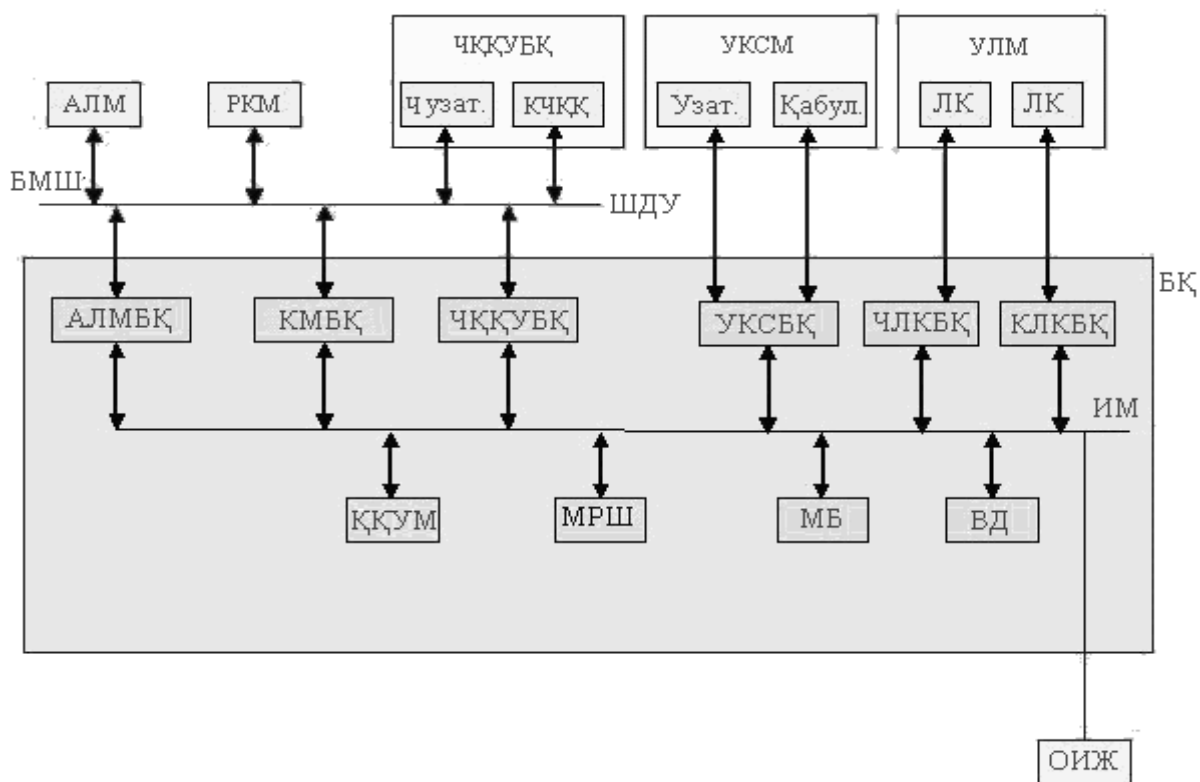 ЧҚҚУБҚ
УКСМ
УЛМ
АЛМ
РКМ
Ч узат.
КЧҚҚ
Узат.
Қабул.
ЛК
ЛК
БМШ
ШДУ
БҚ
АЛМБҚ
КМБҚ
ЧҚҚУБҚ
УКСБҚ
ЧЛКБҚ
КЛКБҚ
ИМ
ҚҚУМ
МРШ
МБ
ВД
ОИЖ